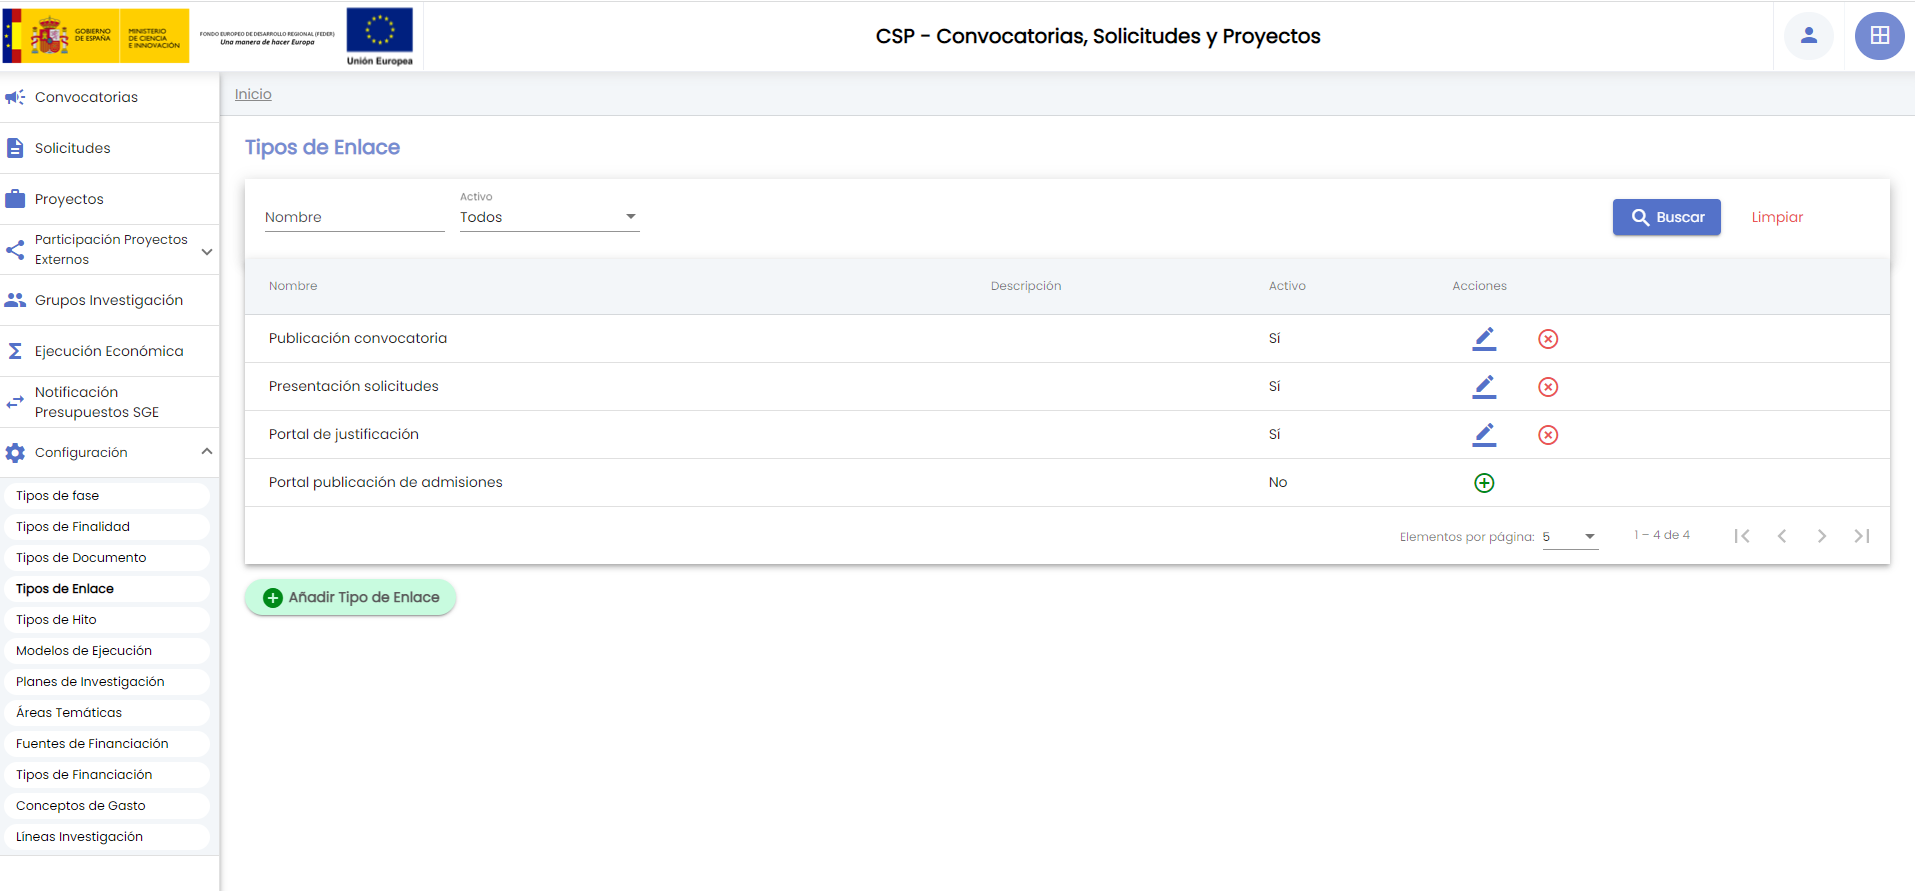 GOBIERNO
DE ESPAÑA
MINISTERIO
DE CIENCIA
E INNOVACIÓN
FONDO EUROPEO DE DESARROLLO REGIONAL (FEDER)
Una manera de hacer Europa
Unión Europea
CSP - Convocatorias, Solicitudes y Proyectos
Convocatorias
Solicitudes
Proyectos
Participación Proyectos
Externos
Grupos Investigación
Ejecución Económica
Notificación
Presupuestos SGE
Configuración
Tipos de fase
Tipos de Finalidad
Tipos de Documento
Tipos de Enlace
Tipos de Hito
Modelos de Ejecución
Planes de Investigación
Áreas Temáticas
Fuentes de Financiación
Tipos de Financiación
Conceptos de Gasto
Líneas Investigación
Inicio
Tipos de Enlace
Nombre
Activo
Todos
Buscar
Limpiar
Nombre Descripción Activo Acciones
Publicación convocatoria Sí
Presentación solicitudes Sí
Portal de justificación Sí
Portal publicación de admisiones No
Elementos por página: 5 1 – 4 de 4
Añadir Tipo de Enlace